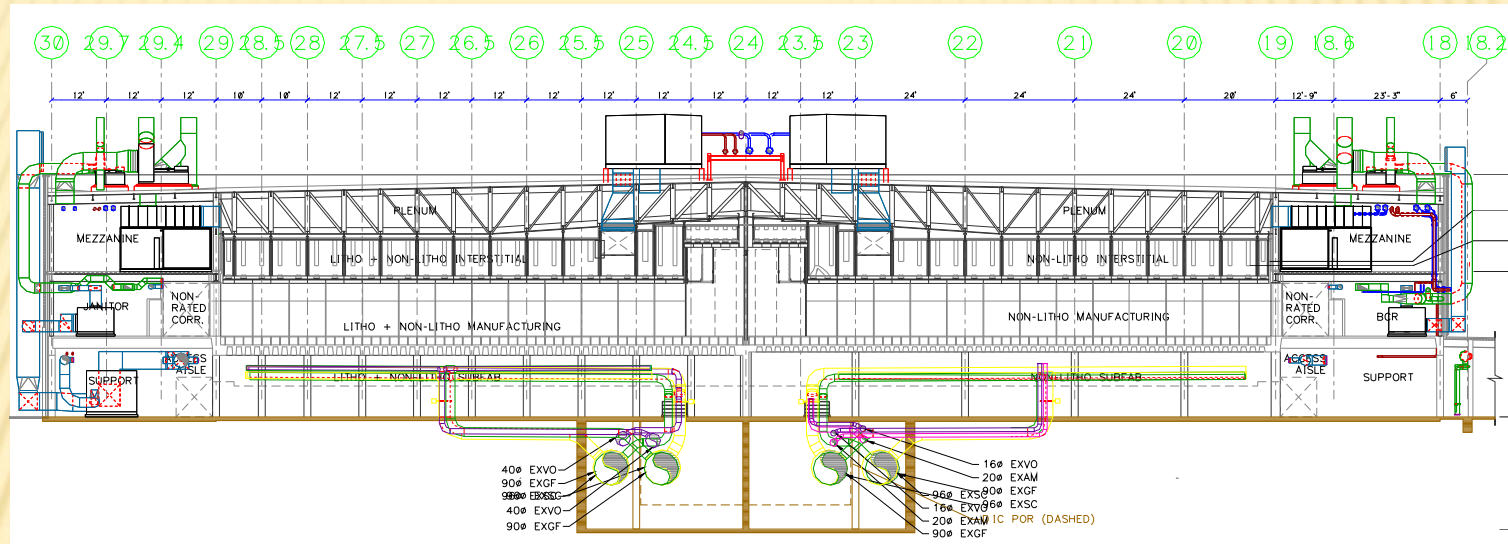 30 29.7 29.4 29 28.5 28 27.5 27 26.5 26 25.5 25 24.5 24 23.5 23 22 21 20 19 18.6 18 18.2
12' 12' 12' 10' 10' 12' 12' 12' 12' 12' 12' 12' 12' 12' 12' 24' 24' 24' 20' 12'-9" 23'-3" 6'
PLENUM PLENUM
MEZZANINE MEZZANINE
LITHO + NON-LITHO INTERSTITIAL NON-LITHO INTERSTITIAL
JANITOR
NON-
RATED
CORR.
NON-
RATED
CORR.
BCR
LITHO + NON-LITHO MANUFACTURING NON-LITHO MANUFACTURING
ACCESS
AISLE
ACCESS
AISLE
SUPPORT
LITHO + NON-LITHO SUBFAB NON-LITHO SUBFAB
SUPPORT
40ø EXVO
90ø EXGF
40ø EXVO
90ø EXGF
16ø EXVO
20ø EXAM
90ø EXGF
96ø EXSC
96ø EXSC
16ø EXVO
20ø EXAM
90ø EXGF
POR (DASHED)